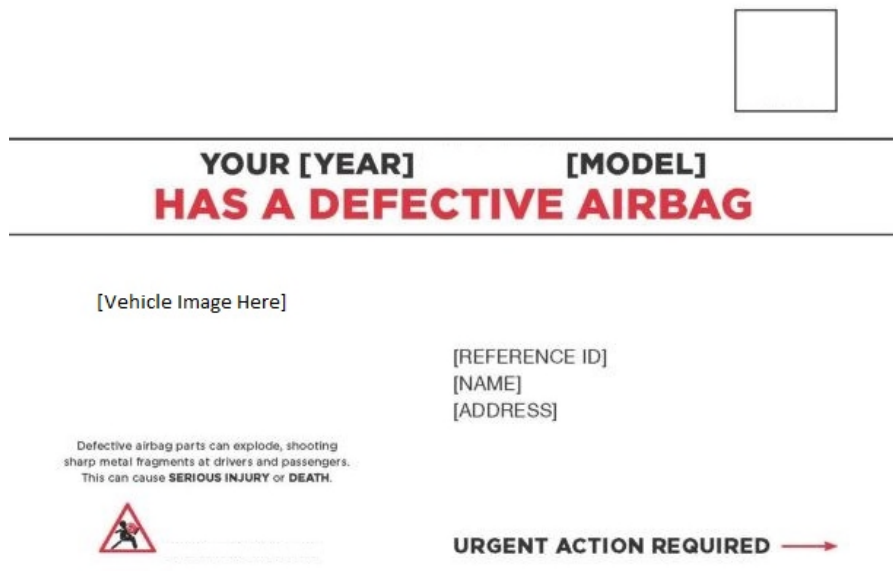 YOUR [YEAR] [MODEL]
HAS A DEFECTIVE AIRBAG
[Vehicle Image Here]
[REFERENCE ID]
[NAME]
[ADDRESS]
Defective airbag parts can explode, shooting
sharp metal fragments at drivers and passengers.
This can cause SERIOUS INJURY or DEATH.
URGENT ACTION REQUIRED